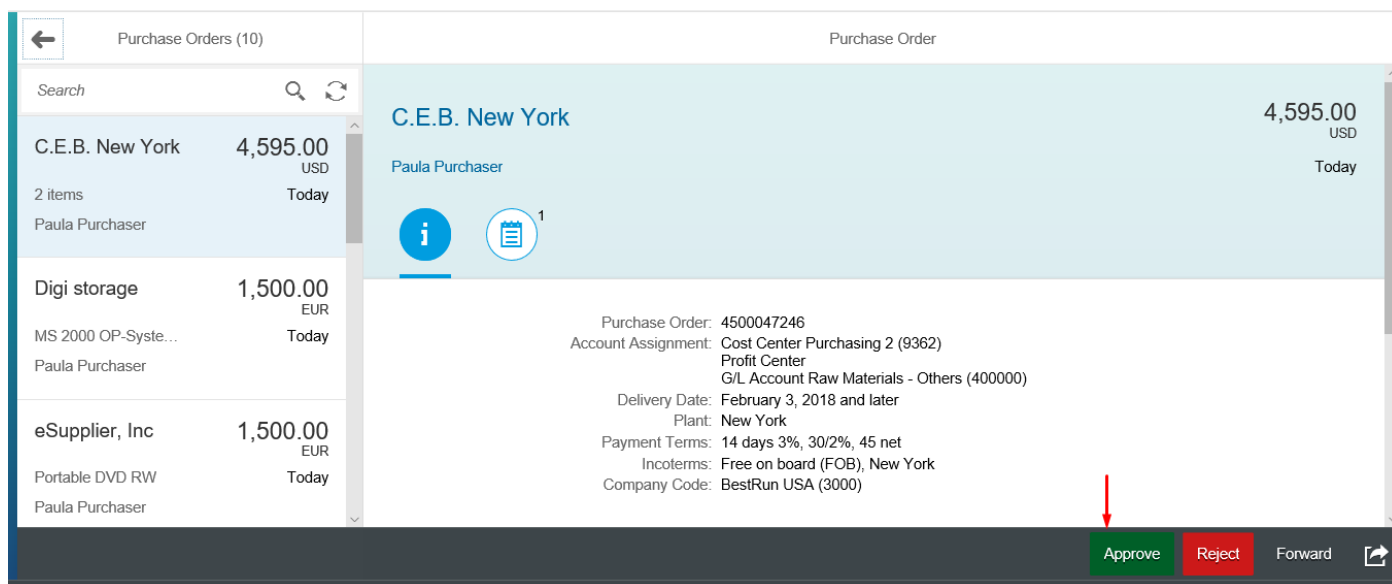 Purchase Orders (10)
Purchase Order
Search
C.E.B. New York 4,595.00
USD
2 items Today
Paula Purchaser
Digi storage 1,500.00
EUR
MS 2000 OP-Syste... Today
Paula Purchaser
eSupplier, Inc 1,500.00
EUR
Portable DVD RW Today
Paula Purchaser
C.E.B. New York 4,595.00
USD
Paula Purchaser Today
i
1
Purchase Order: 4500047246
Account Assignment: Cost Center Purchasing 2 (9362)
Profit Center
G/L Account Raw Materials - Others (400000)
Delivery Date: February 3, 2018 and later
Plant: New York
Payment Terms: 14 days 3%, 30/2%, 45 net
Incoterms: Free on board (FOB), New York
Company Code: BestRun USA (3000)
Approve Reject Forward